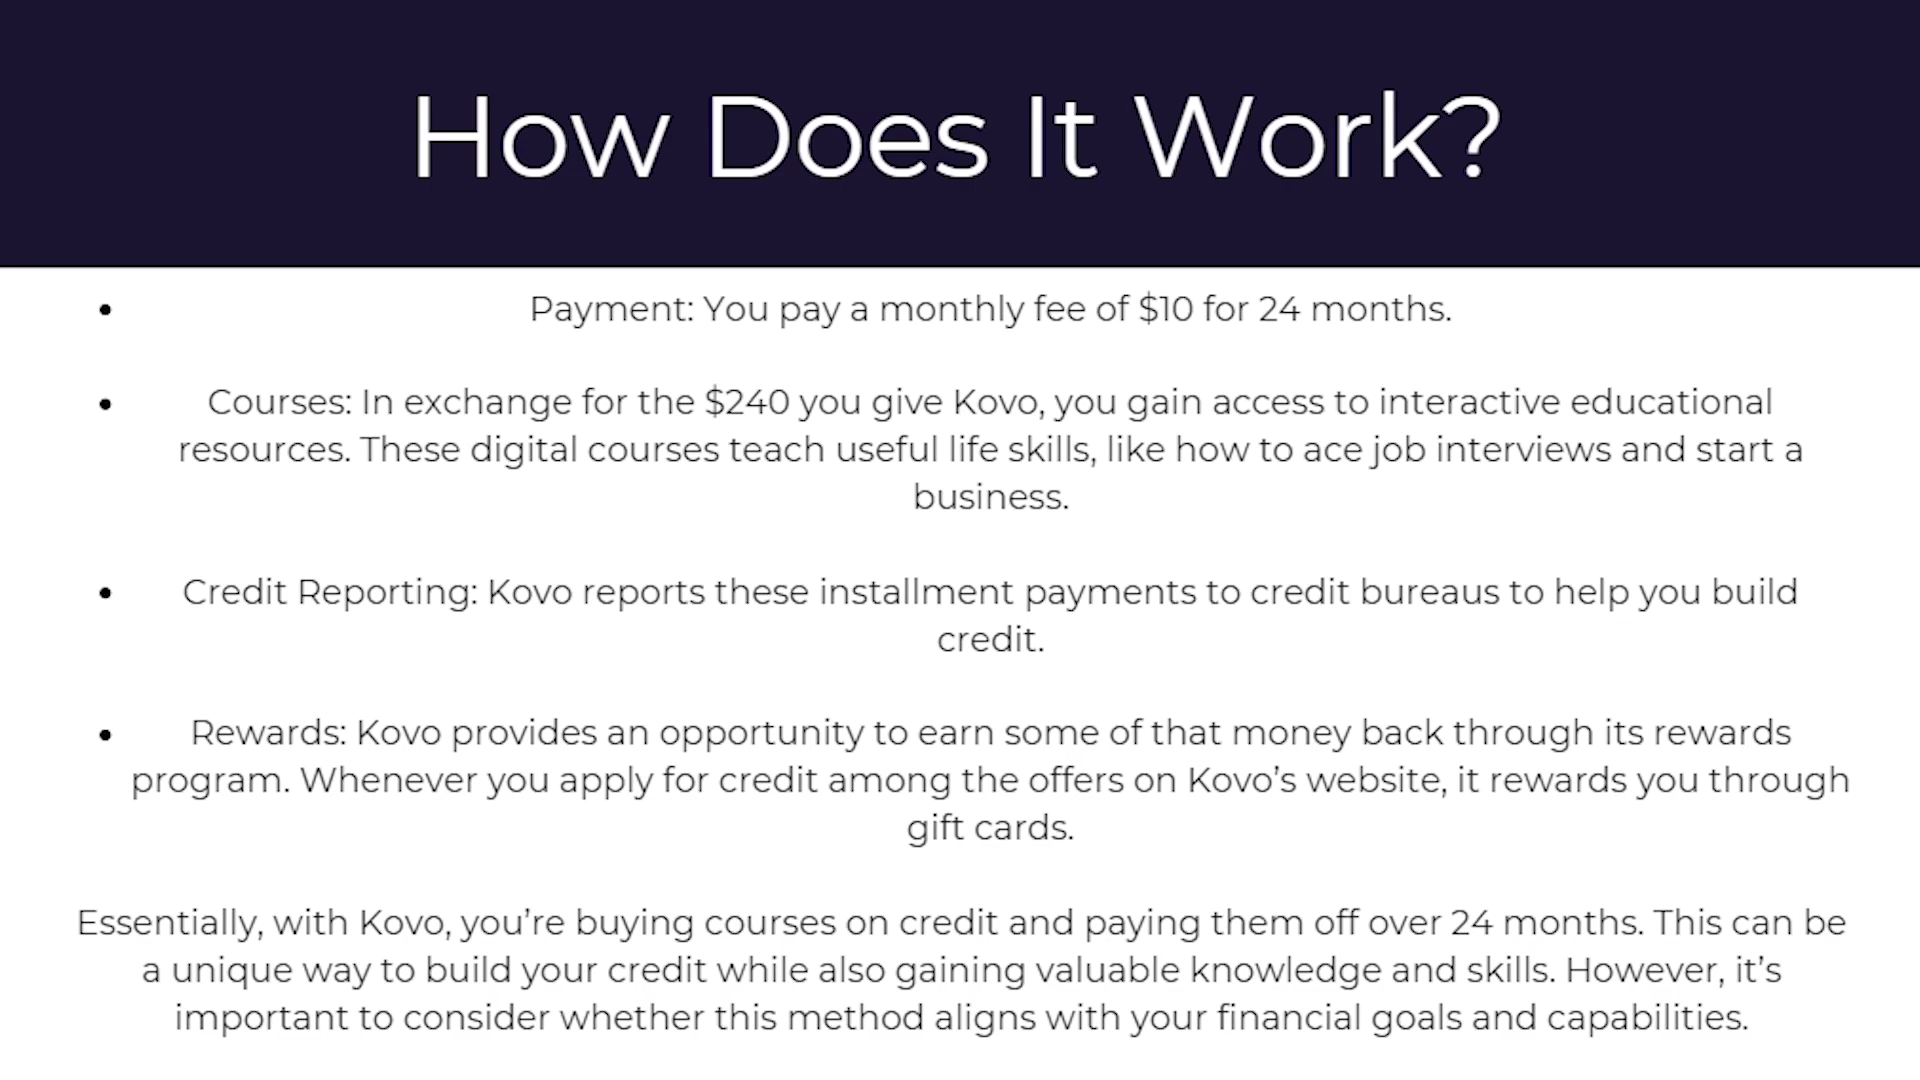 How Does It Work?
• Payment: You pay a monthly fee of $10 for 24 months.
• Courses: In exchange for the $240 you give Kovo, you gain access to interactive educational
resources. These digital courses teach useful life skills, like how to ace job interviews and start a
business.
• Credit Reporting: Kovo reports these installment payments to credit bureaus to help you build
credit.
• Rewards: Kovo provides an opportunity to earn some of that money back through its rewards
program. Whenever you apply for credit among the offers on Kovo’s website, it rewards you through
gift cards.
Essentially, with Kovo, you’re buying courses on credit and paying them off over 24 months. This can be
a unique way to build your credit while also gaining valuable knowledge and skills. However, it’s
important to consider whether this method aligns with your financial goals and capabilities.